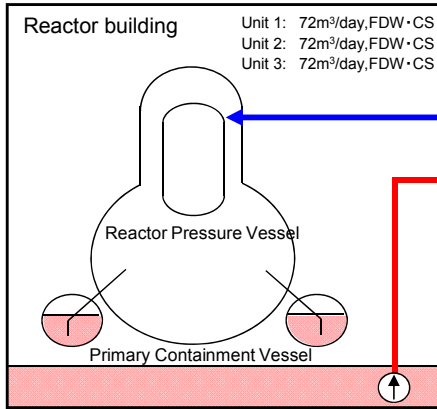 Reactor building
Unit 1: 72m³/day,FDW・CS
Unit 2: 72m³/day,FDW・CS
Unit 3: 72m³/day,FDW・CS
Reactor Pressure Vessel
Primary Containment Vessel